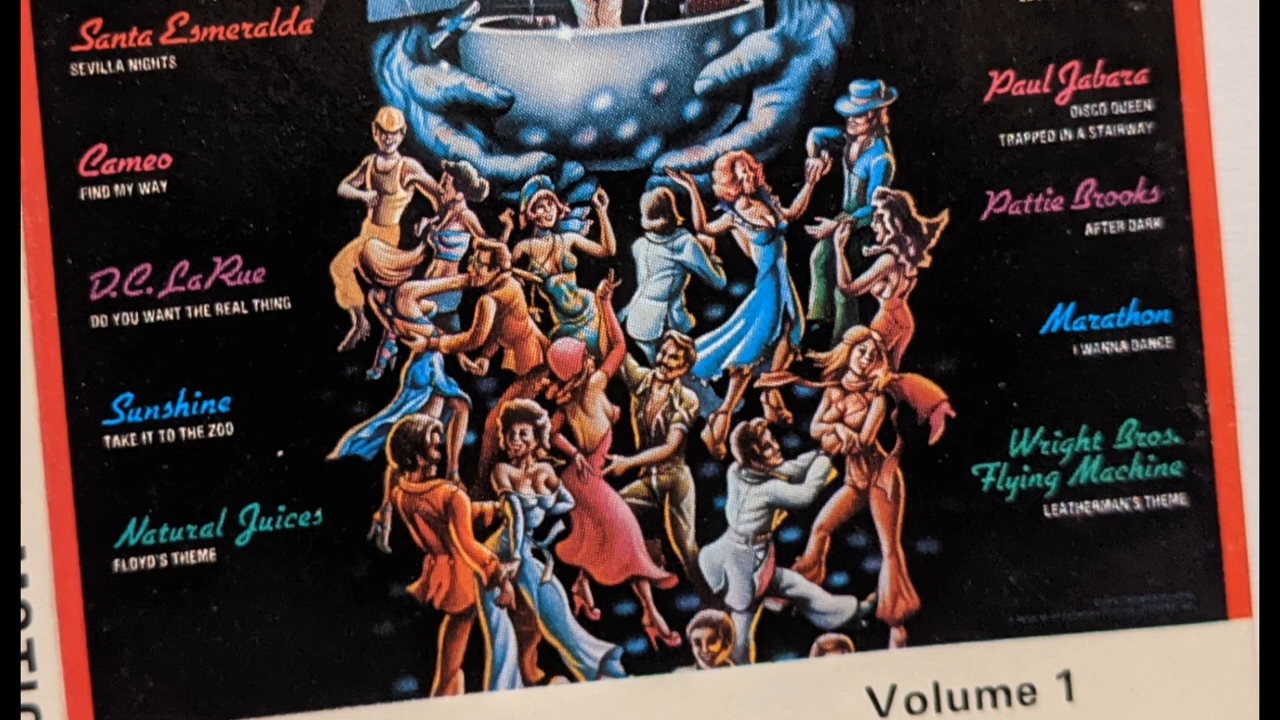 Santa Esmeralda
SEVILLA NIGHTS
Cameo
FIND MY WAY
D.C. LaRue
DO YOU WANT THE REAL THING
Sunshine
TAKE IT TO THE ZOO
Natural Juices
FLOYD'S THEME
Paul Jabara
DISCO QUEEN
TRAPPED IN A STAIRWAY
Pattie Brooks
AFTER DARK
Marathon
I WANNA DANCE
Wright Bros.
Flying Machine
LEATHERMAN'S THEME
Volume 1